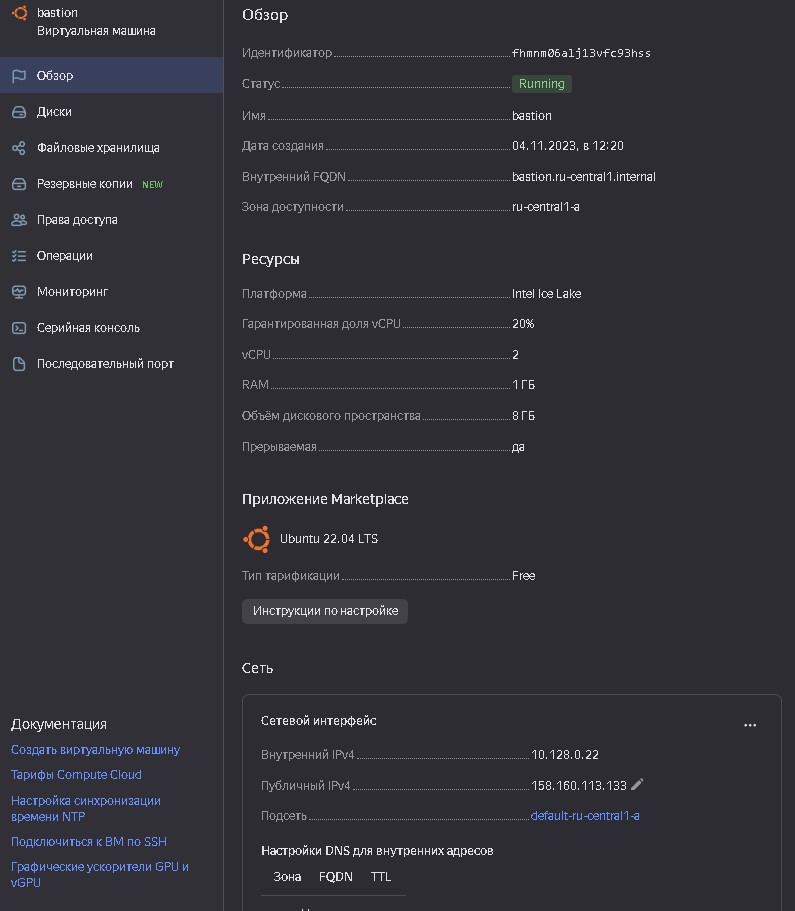 bastion
Виртуальная машина
Обзор
Диски
Файловые хранилища
Резервные копии NEW
Права доступа
Операции
Мониторинг
Серийная консоль
Последовательный порт
Документация
Создать виртуальную машину
Тарифы Compute Cloud
Настройка синхронизации
времени NTP
Подключиться к ВМ по SSH
Графические ускорители GPU и
vGPU
Обзор
Идентификатор fhmnm06alj13vfc93hss
Статус Running
Имя bastion
Дата создания 04.11.2023, в 12:20
Внутренний FQDN bastion.ru-central1.internal
Зона доступности ru-central1-a
Ресурсы
Платформа Intel Ice Lake
Гарантированная доля vCPU 20%
vCPU 2
RAM 1 ГБ
Объём дискового пространства 8 ГБ
Прерываемая да
Приложение Marketplace
Ubuntu 22.04 LTS
Тип тарификации Free
Инструкции по настройке
Сеть
Сетевой интерфейс
Внутренний IPv4 10.128.0.22
Публичный IPv4 158.160.113.133
Подсеть default-ru-central1-a
Настройки DNS для внутренних адресов
Зона FQDN TTL